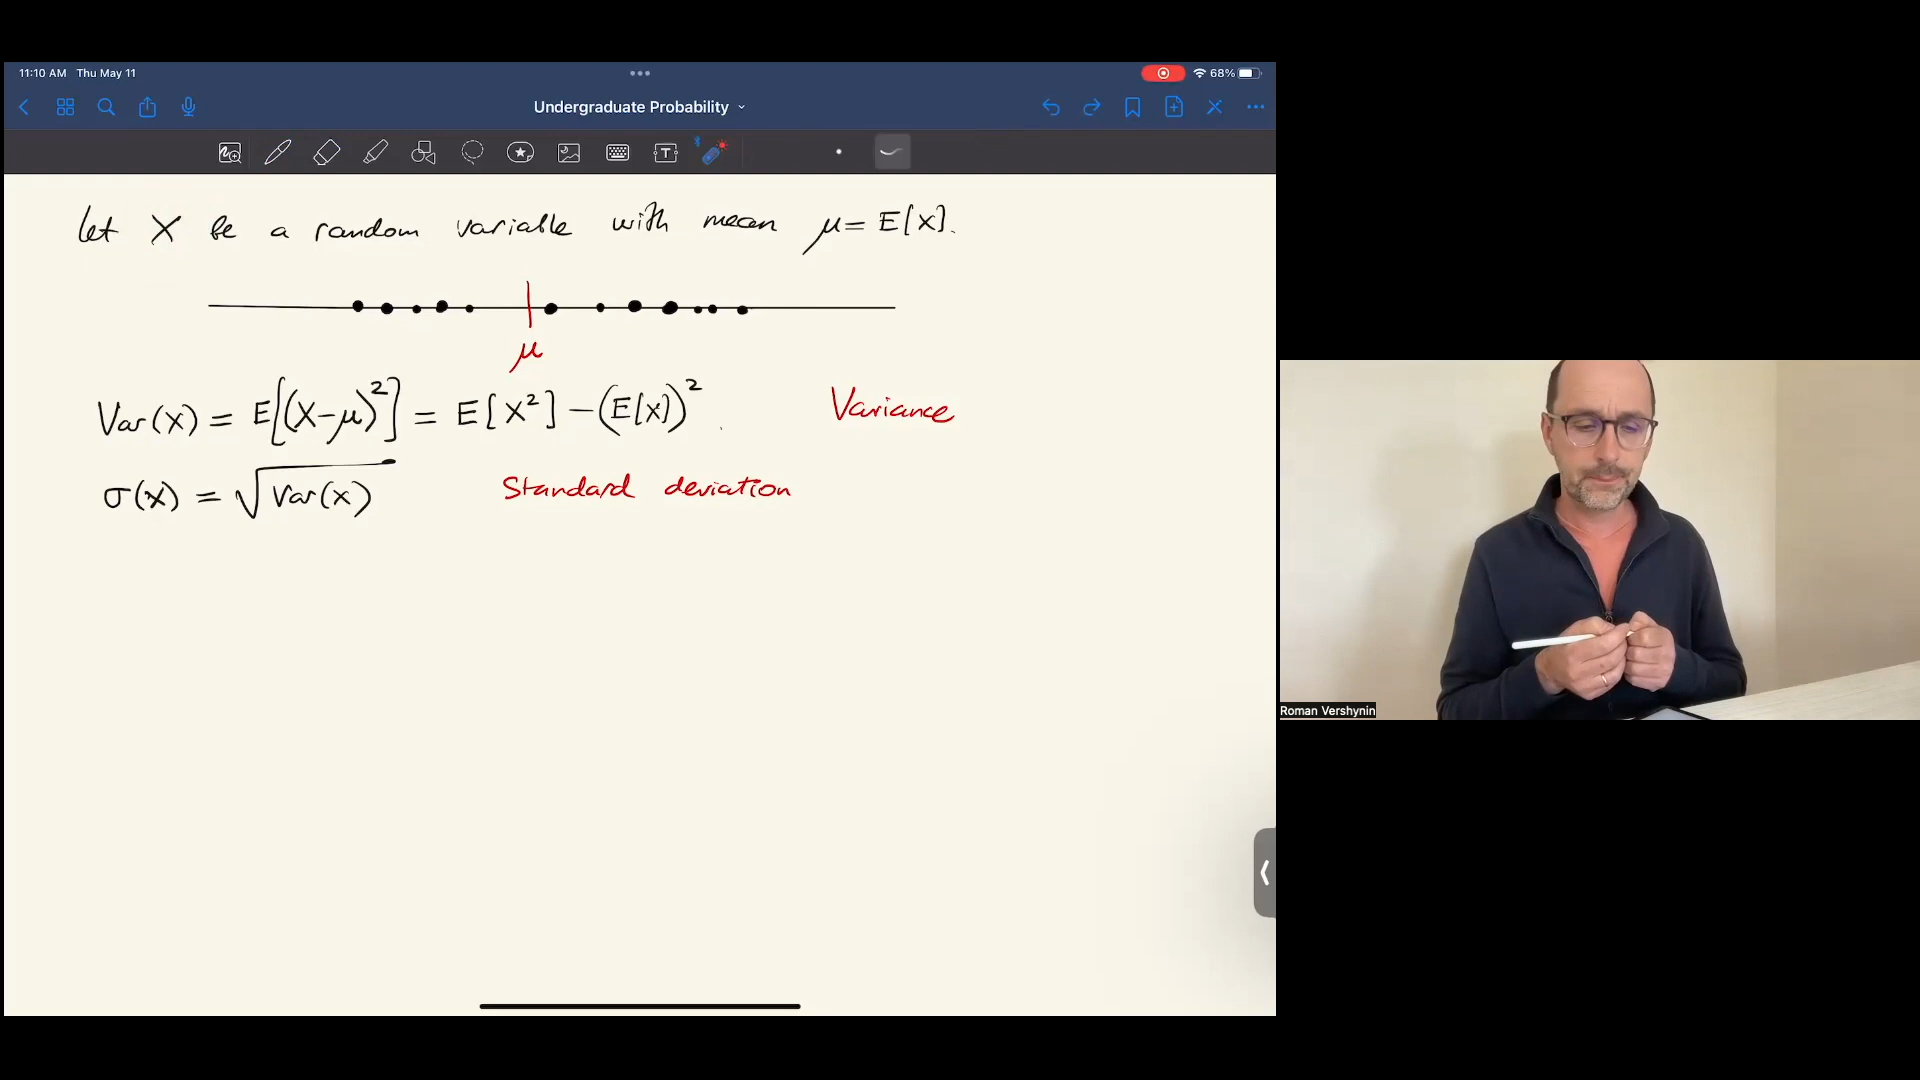 11:10 AM Thu May 11
68%
Undergraduate Probability
T
Let X be a random variable with mean μ = E[X].
μ
Var(X) = E[(X-μ)²] = E[X²] - (E[X])². Variance
σ(X) = √Var(X) Standard deviation
Roman Vershynin